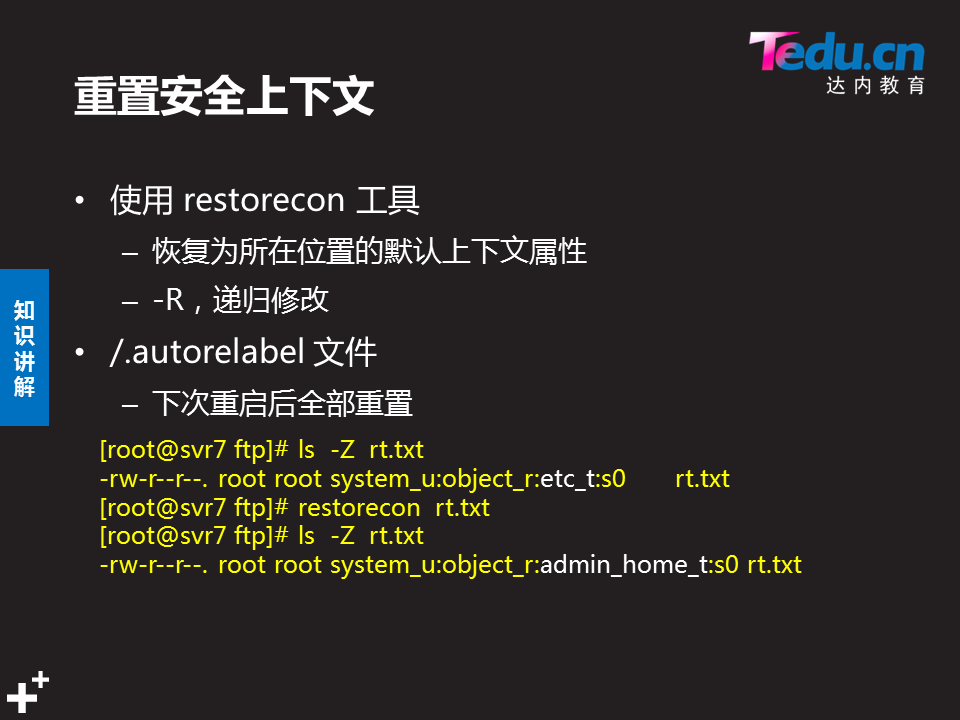 Tedu.cn
达内教育
重置安全上下文
• 使用 restorecon 工具
– 恢复为所在位置的默认上下文属性
– -R，递归修改
• /.autorelabel 文件
– 下次重启后全部重置
知
识
讲
解
[root@svr7 ftp]# ls  -Z  rt.txt
-rw-r--r--. root root system_u:object_r:etc_t:s0       rt.txt
[root@svr7 ftp]# restorecon  rt.txt
[root@svr7 ftp]# ls  -Z  rt.txt
-rw-r--r--. root root system_u:object_r:admin_home_t:s0 rt.txt